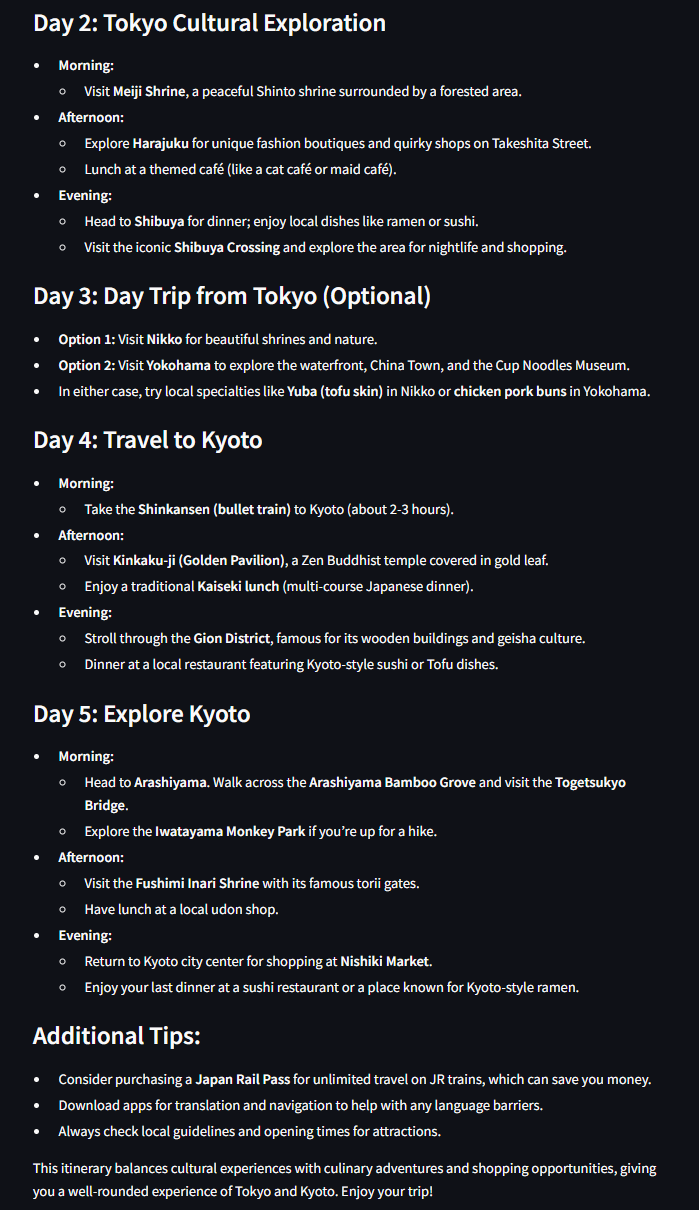 Day 2: Tokyo Cultural Exploration
• Morning:
◦ Visit Meiji Shrine, a peaceful Shinto shrine surrounded by a forested area.
• Afternoon:
◦ Explore Harajuku for unique fashion boutiques and quirky shops on Takeshita Street.
◦ Lunch at a themed café (like a cat café or maid café).
• Evening:
◦ Head to Shibuya for dinner; enjoy local dishes like ramen or sushi.
◦ Visit the iconic Shibuya Crossing and explore the area for nightlife and shopping.
Day 3: Day Trip from Tokyo (Optional)
• Option 1: Visit Nikko for beautiful shrines and nature.
• Option 2: Visit Yokohama to explore the waterfront, China Town, and the Cup Noodles Museum.
• In either case, try local specialties like Yuba (tofu skin) in Nikko or chicken pork buns in Yokohama.
Day 4: Travel to Kyoto
• Morning:
◦ Take the Shinkansen (bullet train) to Kyoto (about 2-3 hours).
• Afternoon:
◦ Visit Kinkaku-ji (Golden Pavilion), a Zen Buddhist temple covered in gold leaf.
◦ Enjoy a traditional Kaiseki lunch (multi-course Japanese dinner).
• Evening:
◦ Stroll through the Gion District, famous for its wooden buildings and geisha culture.
◦ Dinner at a local restaurant featuring Kyoto-style sushi or Tofu dishes.
Day 5: Explore Kyoto
• Morning:
◦ Head to Arashiyama. Walk across the Arashiyama Bamboo Grove and visit the Togetsukyo
Bridge.
◦ Explore the Iwatayama Monkey Park if you’re up for a hike.
• Afternoon:
◦ Visit the Fushimi Inari Shrine with its famous torii gates.
◦ Have lunch at a local udon shop.
• Evening:
◦ Return to Kyoto city center for shopping at Nishiki Market.
◦ Enjoy your last dinner at a sushi restaurant or a place known for Kyoto-style ramen.
Additional Tips:
• Consider purchasing a Japan Rail Pass for unlimited travel on JR trains, which can save you money.
• Download apps for translation and navigation to help with any language barriers.
• Always check local guidelines and opening times for attractions.
This itinerary balances cultural experiences with culinary adventures and shopping opportunities, giving
you a well-rounded experience of Tokyo and Kyoto. Enjoy your trip!